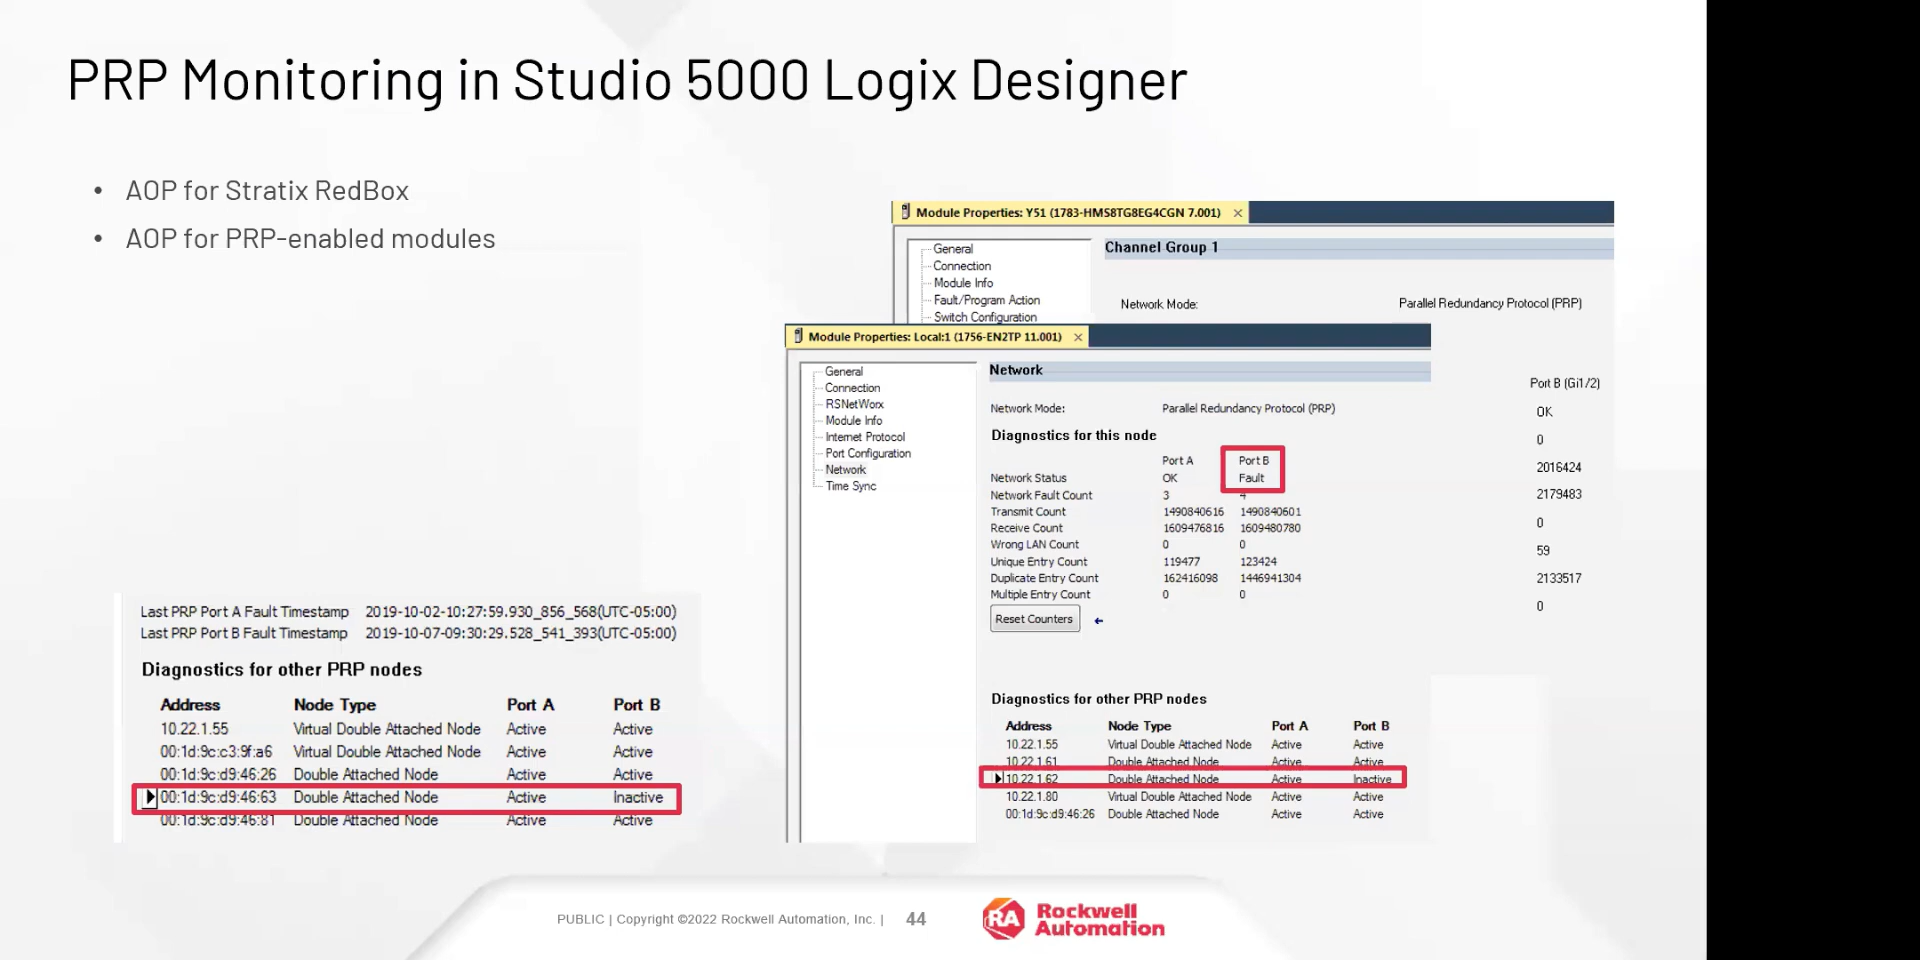 PRP Monitoring in Studio 5000 Logix Designer
• AOP for Stratix RedBox
• AOP for PRP-enabled modules
Module Properties: Y51 (1783-HMS8TG8EG4CGN 7.001) ×
General
Connection
Module Info
Fault/Program Action
Switch Configuration
Channel Group 1
Network Mode: Parallel Redundancy Protocol (PRP)
Port B (Gi1/2)
OK
0
2016424
2179483
0
59
2133517
0
Module Properties: Local:1 (1756-EN2TP 11.001) ×
General
Connection
RSNetWorx
Module Info
Internet Protocol
Port Configuration
Network
Time Sync
Network
Network Mode: Parallel Redundancy Protocol (PRP)
Diagnostics for this node
Port A Port B
Network Status OK Fault
Network Fault Count 3 4
Transmit Count 1490840616 1490840601
Receive Count 1609476816 1609480780
Wrong LAN Count 0 0
Unique Entry Count 119477 123424
Duplicate Entry Count 162416098 1446941304
Multiple Entry Count 0 0
Reset Counters
Diagnostics for other PRP nodes
Address Node Type Port A Port B
10.22.1.55 Virtual Double Attached Node Active Active
10.22.1.61 Double Attached Node Active Active
10.22.1.62 Double Attached Node Active Inactive
10.22.1.80 Virtual Double Attached Node Active Active
00:1d:9c:d9:46:26 Double Attached Node Active Active
Last PRP Port A Fault Timestamp 2019-10-02-10:27:59.930_856_568(UTC-05:00)
Last PRP Port B Fault Timestamp 2019-10-07-09:30:29.528_541_393(UTC-05:00)
Diagnostics for other PRP nodes
Address Node Type Port A Port B
10.22.1.55 Virtual Double Attached Node Active Active
00:1d:9c:c3:9f:a6 Virtual Double Attached Node Active Active
00:1d:9c:d9:46:26 Double Attached Node Active Active
00:1d:9c:d9:46:63 Double Attached Node Active Inactive
00:1d:9c:d9:46:81 Double Attached Node Active Active
PUBLIC | Copyright ©2022 Rockwell Automation, Inc. | 44
RA Rockwell
Automation